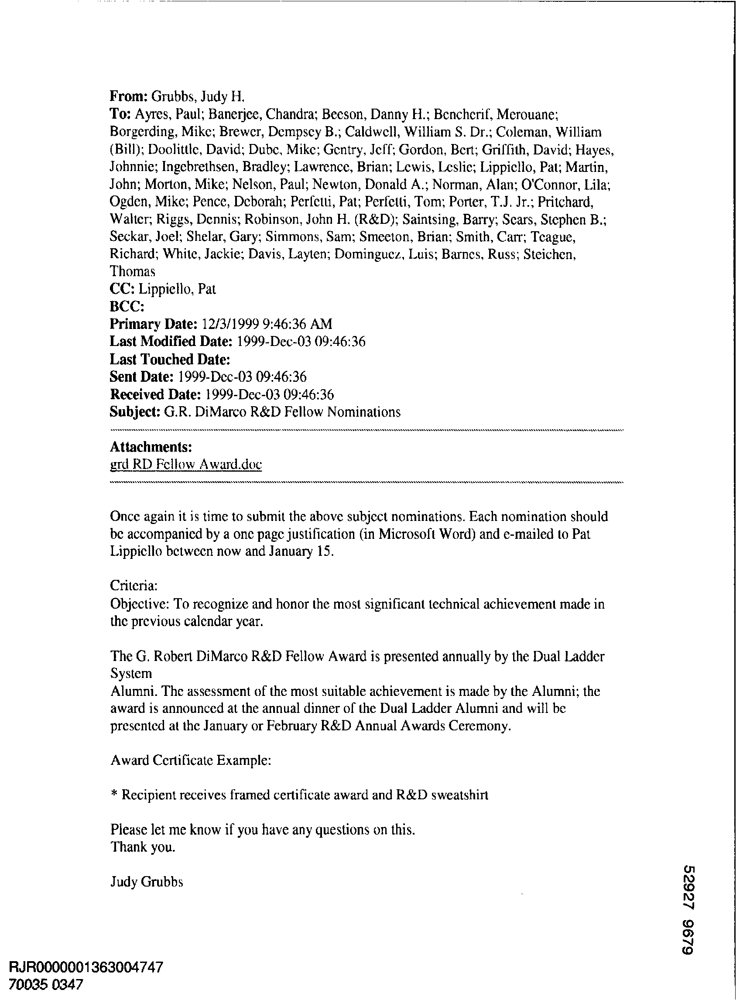 From: Grubbs, Judy H.
To: Ayres, Paul; Banerjee, Chandra; Beeson, Danny H.; Bencherif, Merouane;
Borgerding, Mike; Brewer, Dempsey B.; Caldwell, William S. Dr.; Coleman, William
(Bill); Doolittle, David; Dube, Mike; Gentry, Jeff; Gordon, Bert; Griffith, David; Hayes,
Johnnie; Ingebrethsen, Bradley; Lawrence, Brian; Lewis, Leslie; Lippiello, Pat; Martin,
John; Morton, Mike; Nelson, Paul; Newton, Donald A.; Norman, Alan; O'Connor, Lila;
Ogden, Mike; Pence, Deborah; Perfetti, Pat; Perfetti, Tom; Porter, T.J. Jr.; Pritchard,
Walter; Riggs, Dennis; Robinson, John H. (R&D); Saintsing, Barry; Sears, Stephen B.;
Seckar, Joel; Shelar, Gary; Simmons, Sam; Smeeton, Brian; Smith, Carr; Teague,
Richard; White, Jackie; Davis, Layten; Dominguez, Luis; Barnes, Russ; Steichen,
Thomas
CC: Lippiello, Pat
BCC:
Primary Date: 12/3/1999 9:46:36 AM
Last Modified Date: 1999-Dec-03 09:46:36
Last Touched Date:
Sent Date: 1999-Dec-03 09:46:36
Received Date: 1999-Dec-03 09:46:36
Subject: G.R. DiMarco R&D Fellow Nominations
Attachments:
grd RD Fellow Award.doc
Once again it is time to submit the above subject nominations. Each nomination should
be accompanied by a one page justification (in Microsoft Word) and e-mailed to Pat
Lippiello between now and January 15.
Criteria:
Objective: To recognize and honor the most significant technical achievement made in
the previous calendar year.
The G. Robert DiMarco R&D Fellow Award is presented annually by the Dual Ladder
System
Alumni. The assessment of the most suitable achievement is made by the Alumni; the
award is announced at the annual dinner of the Dual Ladder Alumni and will be
presented at the January or February R&D Annual Awards Ceremony.
Award Certificate Example:
* Recipient receives framed certificate award and R&D sweatshirt
Please let me know if you have any questions on this.
Thank you.
Judy Grubbs
52927 9679
RJR0000001363004747
70035 0347